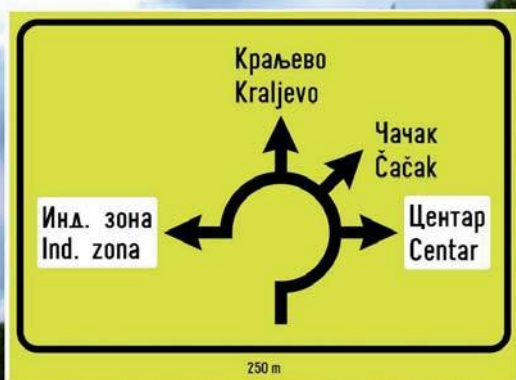 Краљево
Kraljevo
Чачак
Čačak
Инд. зона
Ind. zona
Центар
Centar
250 m